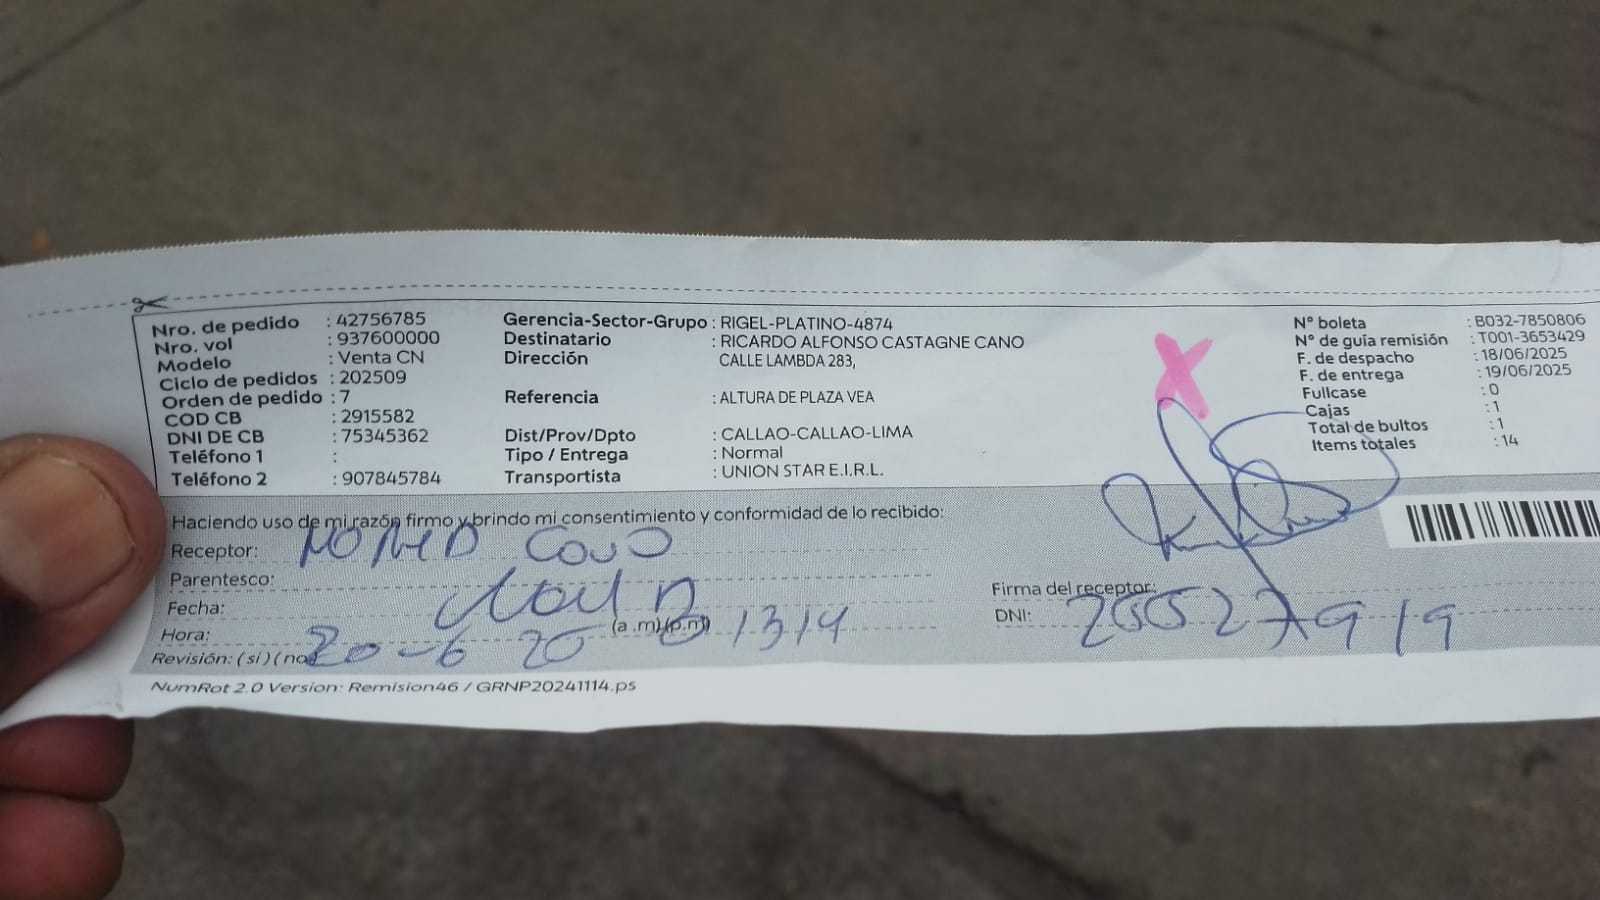 Nro. de pedido : 42756785
Nro. vol : 937600000
Modelo : Venta CN
Ciclo de pedidos : 202509
Orden de pedido : 7
COD CB : 2915582
DNI DE CB : 75345362
Teléfono 1 :
Teléfono 2 : 907845784
Gerencia-Sector-Grupo : RIGEL-PLATINO-4874
Destinatario : RICARDO ALFONSO CASTAGNE CANO
Dirección CALLE LAMBDA 283,
Referencia : ALTURA DE PLAZA VEA
Dist/Prov/Dpto : CALLAO-CALLAO-LIMA
Tipo / Entrega : Normal
Transportista : UNION STAR E.I.R.L.
N° boleta : B032-7850806
N° de guía remisión : T001-3653429
F. de despacho : 18/06/2025
F. de entrega : 19/06/2025
Fullcase : 0
Cajas : 1
Total de bultos : 1
Items totales : 14
Haciendo uso de mi razón firmo y brindo mi consentimiento y conformidad de lo recibido:
Receptor:
Parentesco:
Fecha:
Hora: (a.m)(p.m)
Revisión: (si) (no) 20-6
Firma del receptor:
DNI:
NumRot 2.0 Version: Remision46 / GRNP20241114.ps